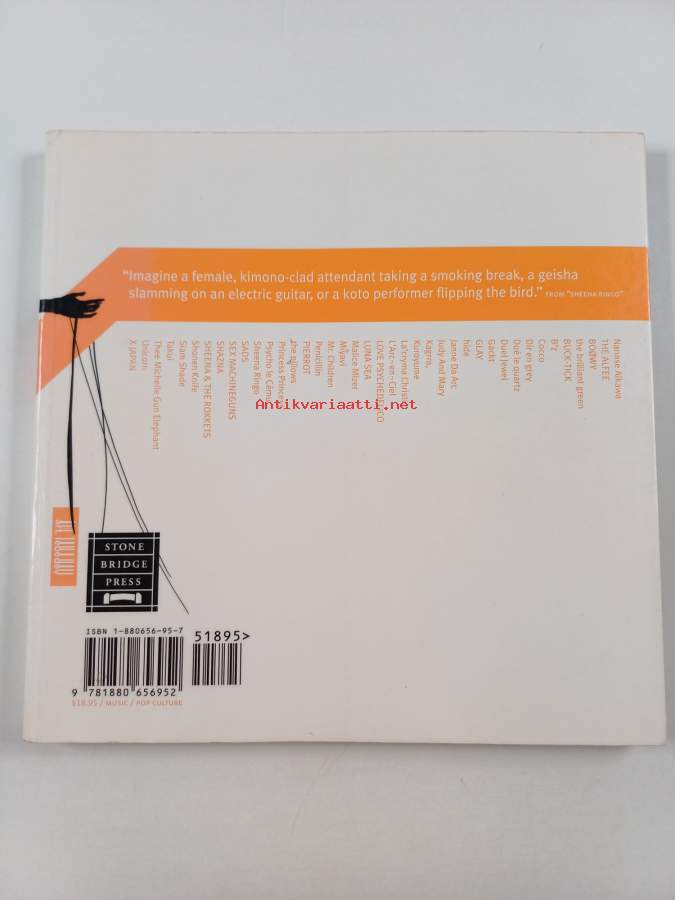 “Imagine a female, kimono-clad attendant taking a smoking break, a geisha
slamming on an electric guitar, or a koto performer flipping the bird.” FROM “SHEENA RINGO”
Nanase Aikawa
THE ALFEE
BOØWY
the brilliant green
BUCK-TICK
B'z
Cocco
Dir en grey
Dué le quartz
Duel Jewel
Gackt
GLAY
hide
Janne Da Arc
Judy And Mary
Kagrra,
Kuroyume
La'cryma Christi
L'Arc~en~Ciel
LOVE PSYCHEDELICO
LUNA SEA
Malice Mizer
Miyavi
Mr. Children
Penicillin
PIERROT
the pillows
Princess Princess
Psycho le Cému
Sheena Ringo
SADS
SEX MACHINEGUNS
SHAZNA
SHEENA & THE ROKKETS
Shonen Knife
Siam Shade
Takui
Thee Michelle Gun Elephant
Unicorn
X JAPAN
Antikvariaatti.net
STONE
BRIDGE
PRESS
ISBN 1-880656-95-7
51895>
9 781880 656952
$18.95 / MUSIC / POP CULTURE